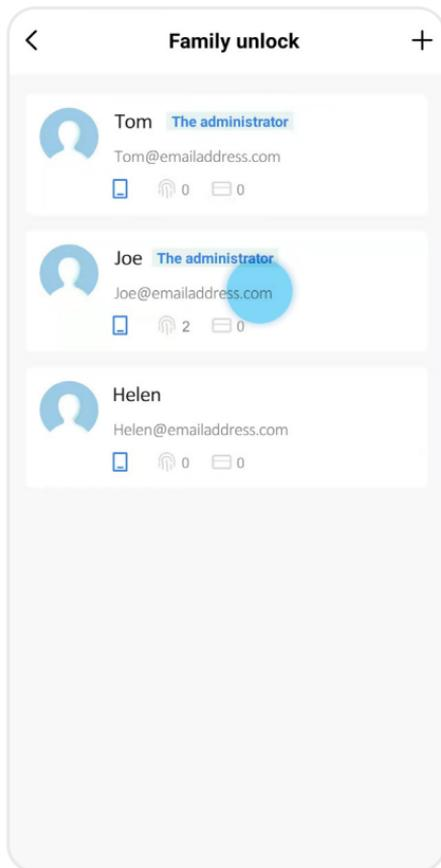 Family unlock
Tom The administrator
Tom@emailaddress.com
0 0
Joe The administrator
Joe@emailaddress.com
2 0
Helen
Helen@emailaddress.com
0 0